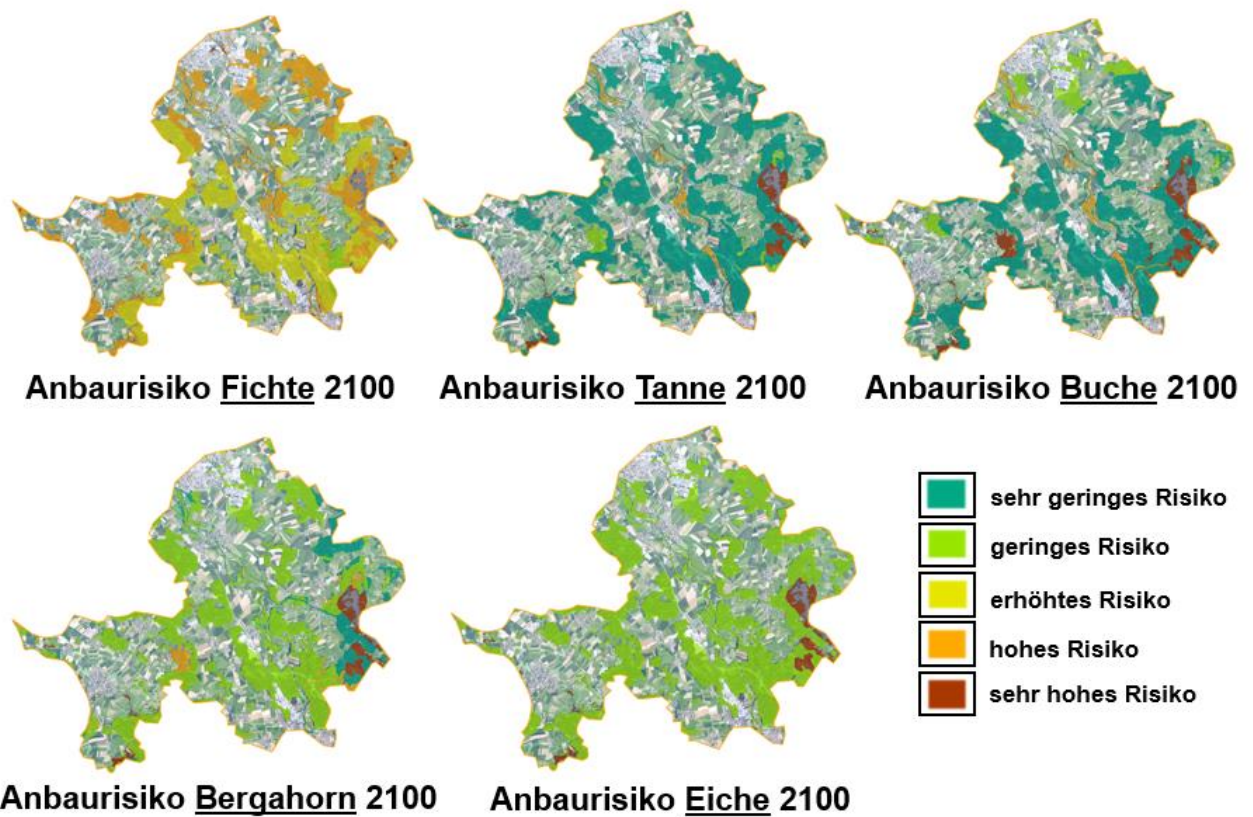 Anbaurisiko Fichte 2100
Anbaurisiko Tanne 2100
Anbaurisiko Buche 2100
sehr geringes Risiko
geringes Risiko
erhöhtes Risiko
hohes Risiko
sehr hohes Risiko
Anbaurisiko Bergahorn 2100
Anbaurisiko Eiche 2100